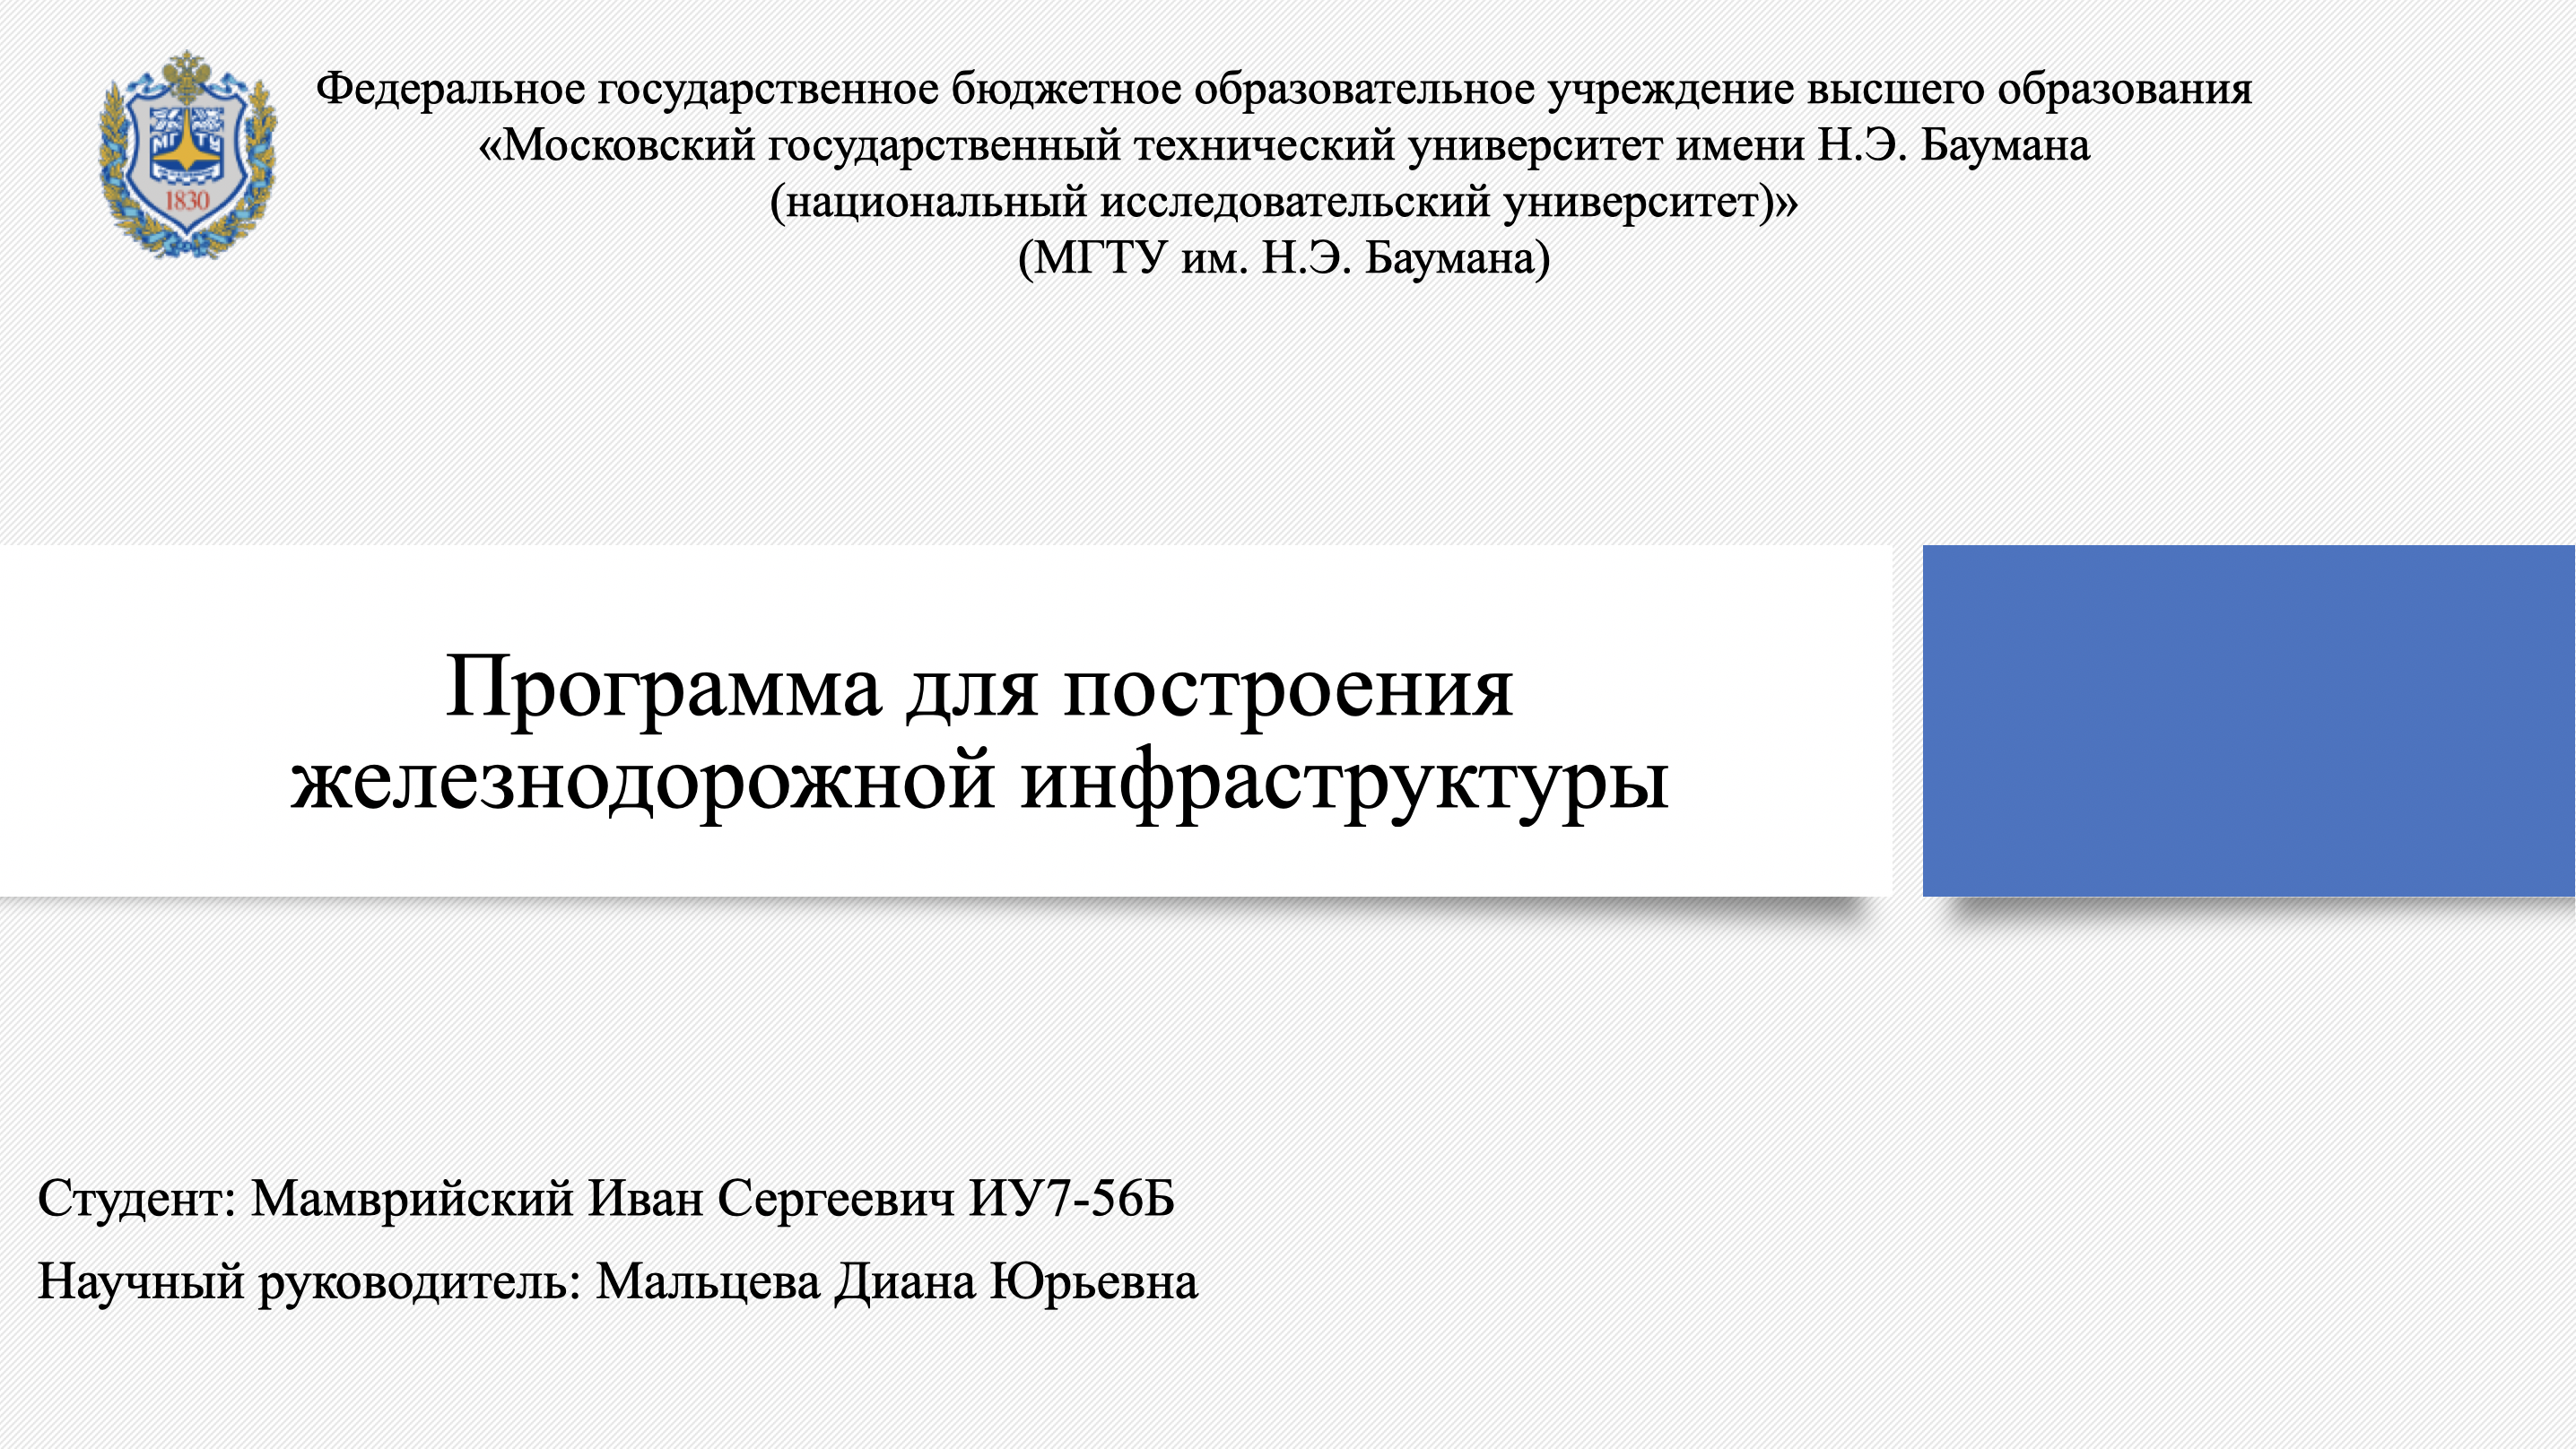 Федеральное государственное бюджетное образовательное учреждение высшего образования
«Московский государственный технический университет имени Н.Э. Баумана
(национальный исследовательский университет)»
(МГТУ им. Н.Э. Баумана)
МГТУ
1830
Программа для построения
железнодорожной инфраструктуры
Студент: Мамврийский Иван Сергеевич ИУ7-56Б
Научный руководитель: Мальцева Диана Юрьевна